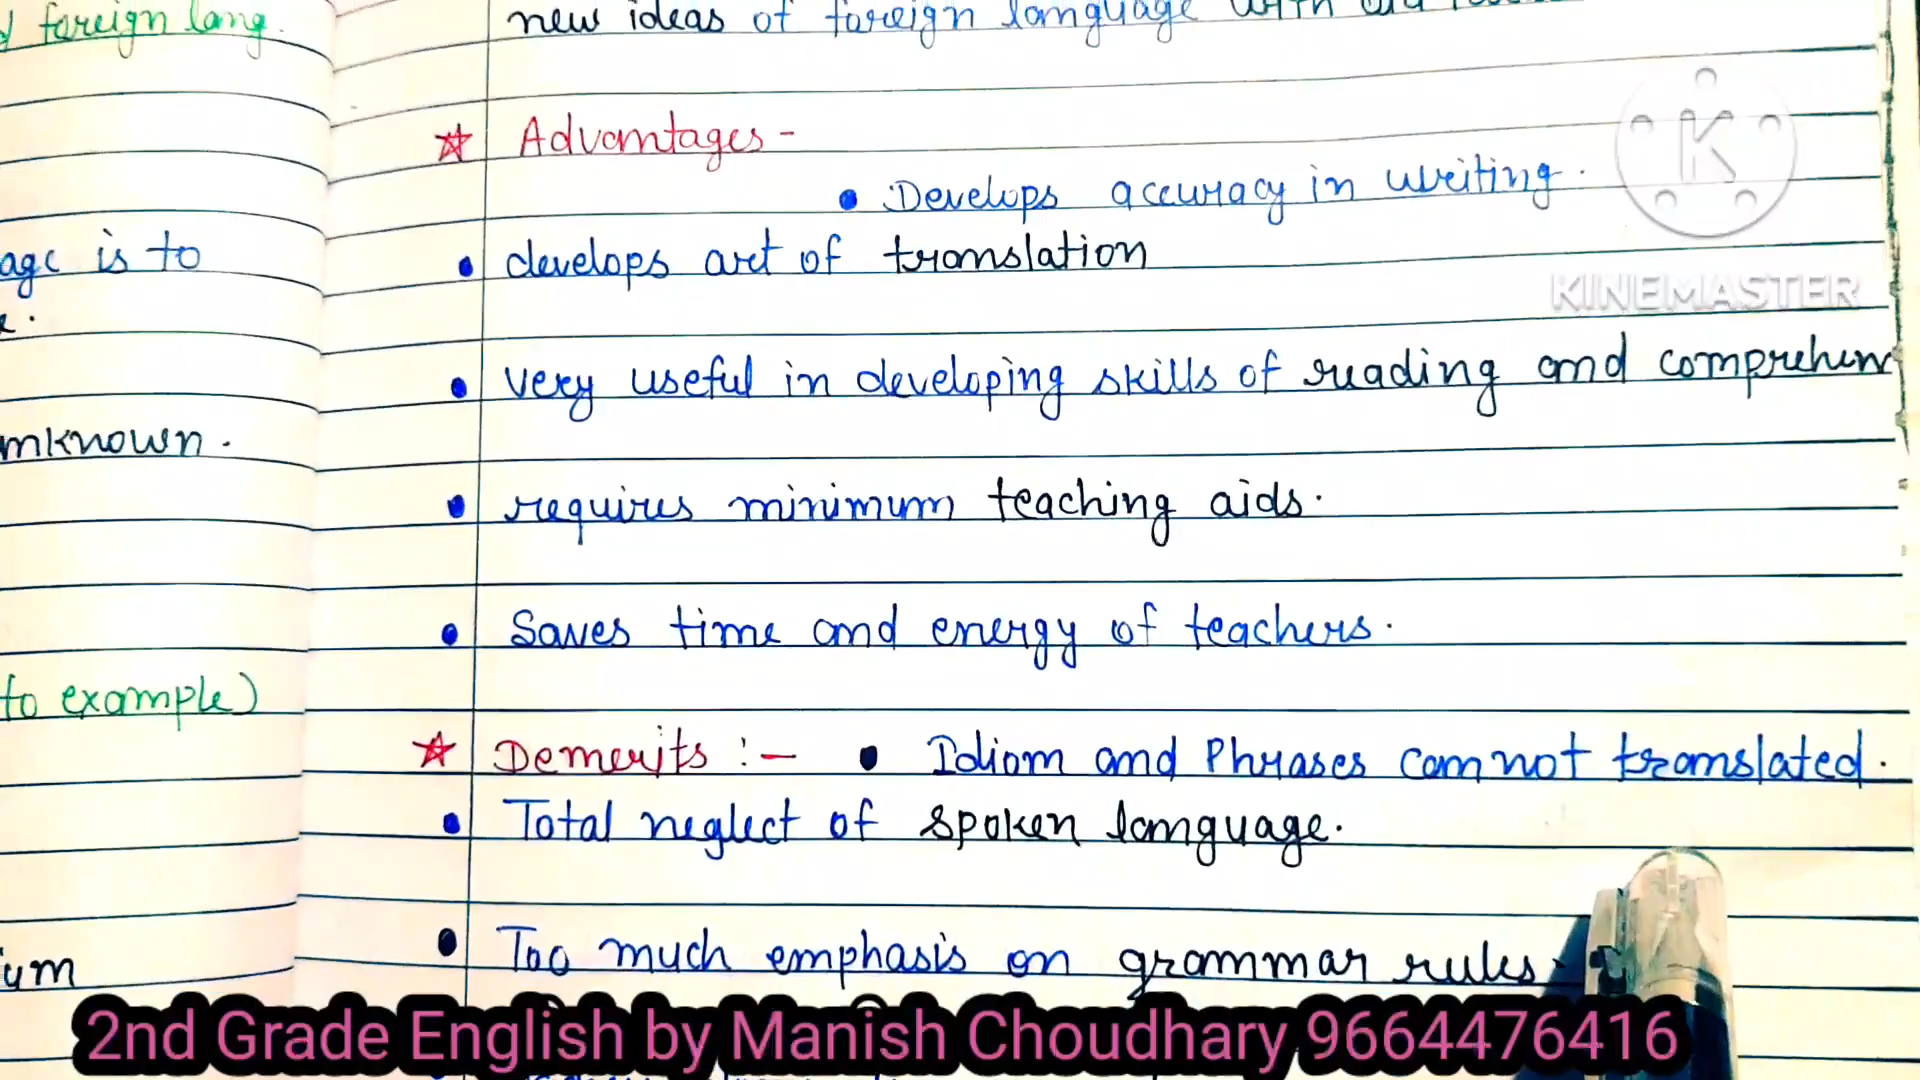 foreign lang.
new ideas of foreign language with
Advantages -
• Develops accuracy in writing.
• develops art of translation
age is to
KINEMASTER
• very useful in developing skills of reading and comprehen
mknown.
• requires minimum teaching aids.
• Saves time and energy of teachers.
to example)
Demerits :- • Idiom and Phrases can not translated.
• Total neglect of spoken language.
• Too much emphasis on grammar rules.
um
2nd Grade English by Manish Choudhary 9664476416